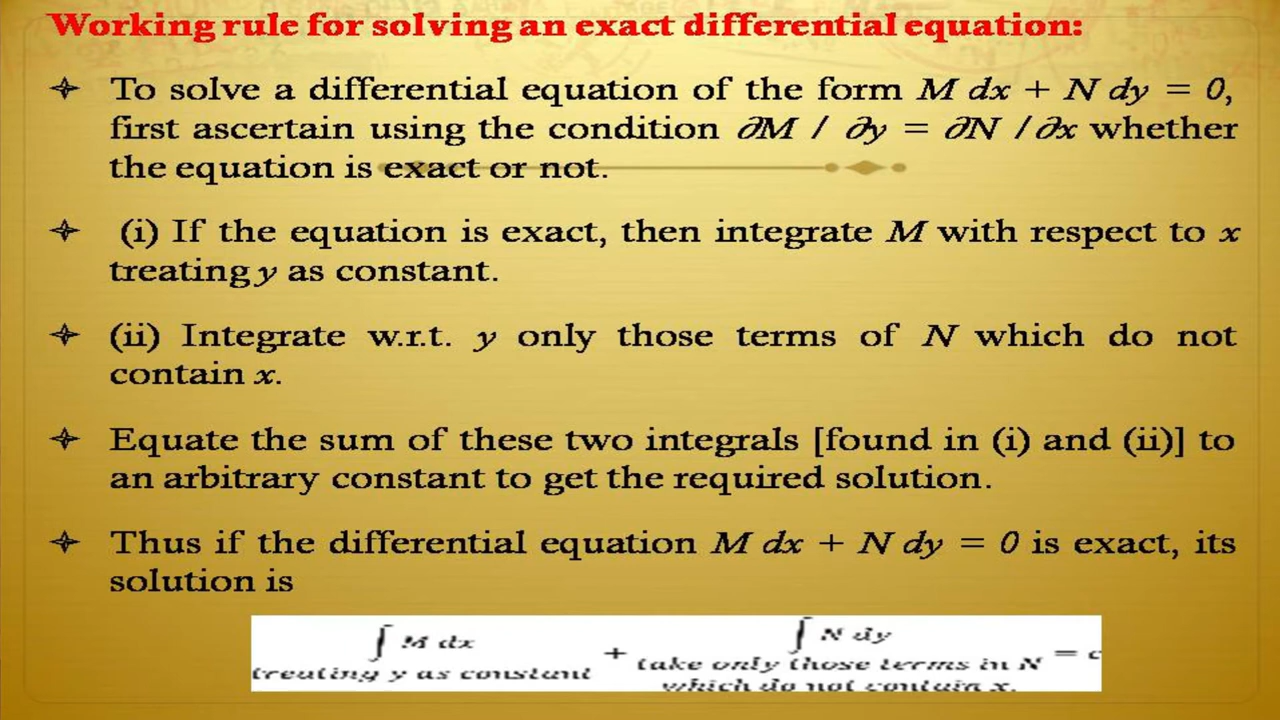 Working rule for solving an exact differential equation:
To solve a differential equation of the form M dx + N dy = 0,
first ascertain using the condition ∂M / ∂y = ∂N / ∂x whether
the equation is exact or not.
(i) If the equation is exact, then integrate M with respect to x
treating y as constant.
(ii) Integrate w.r.t. y only those terms of N which do not
contain x.
Equate the sum of these two integrals [found in (i) and (ii)] to
an arbitrary constant to get the required solution.
Thus if the differential equation M dx + N dy = 0 is exact, its
solution is
∫ M dx + ∫ N dy = c
treating y as constant take only those terms in N
which do not contain x.